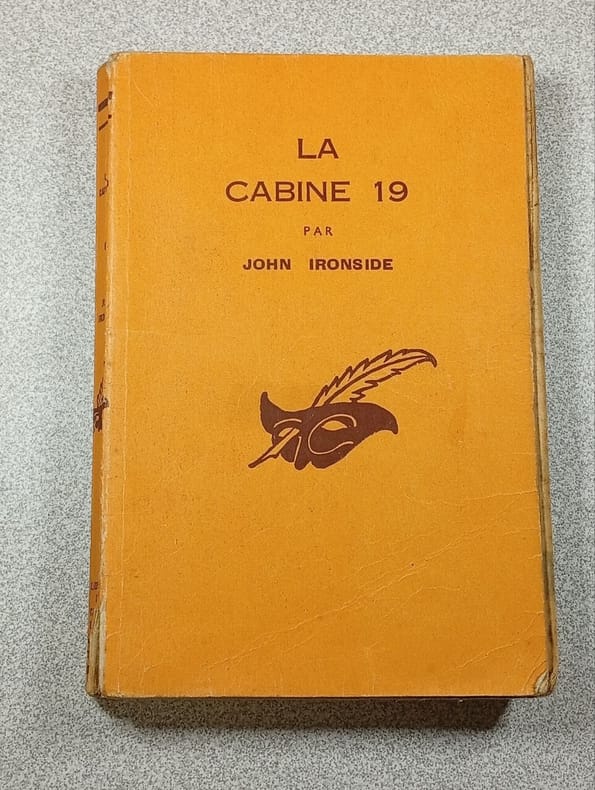 LA
CABINE 19
PAR
JOHN IRONSIDE